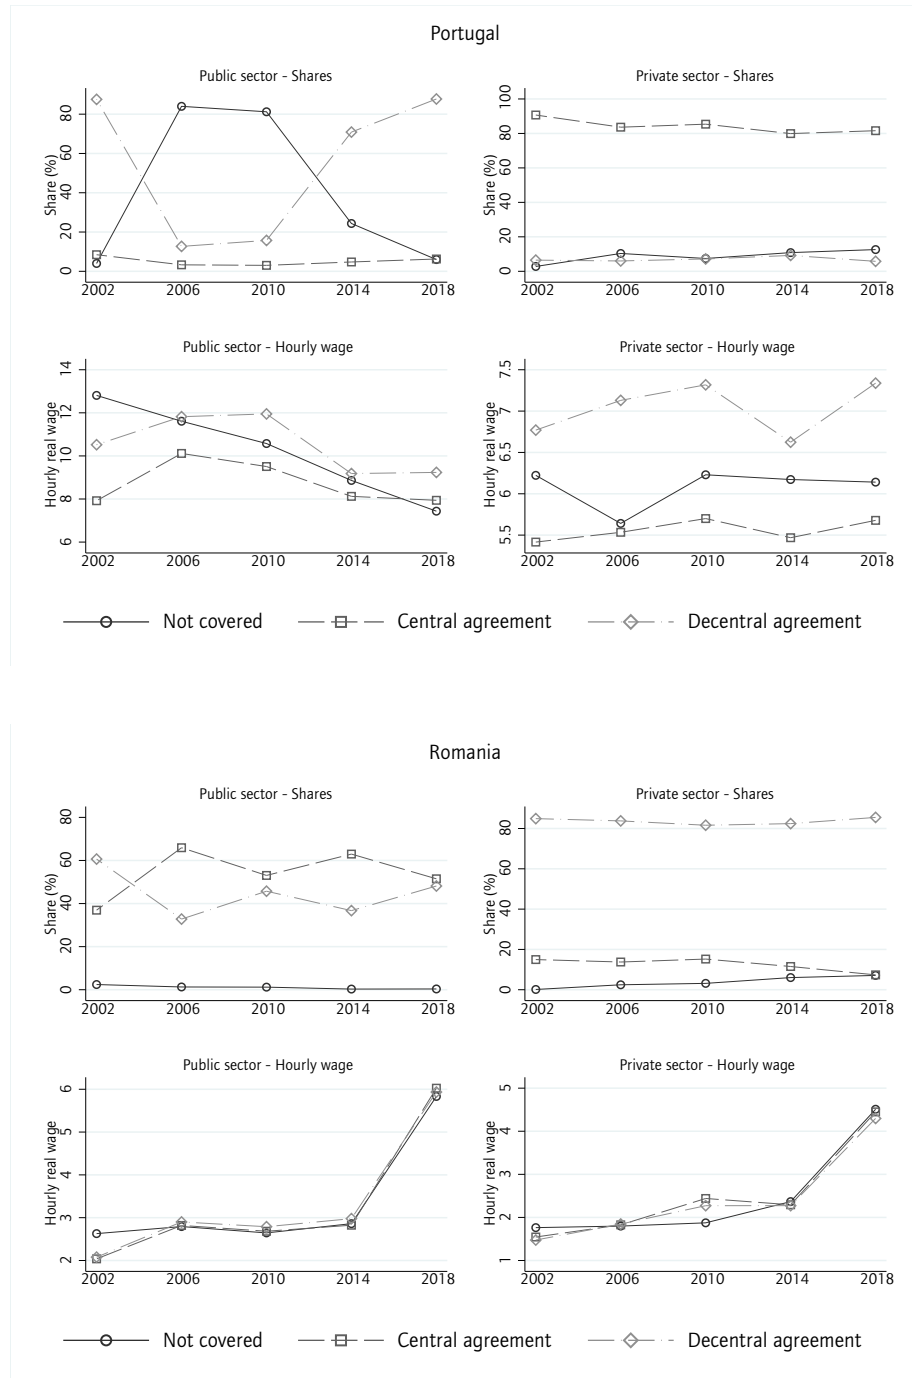 Portugal
Public sector - Shares
Private sector - Shares
Share (%)
0 20 40 60 80
2002 2006 2010 2014 2018
Share (%)
0 20 40 60 80 100
2002 2006 2010 2014 2018
Public sector - Hourly wage
Private sector - Hourly wage
Hourly real wage
6 8 10 12 14
2002 2006 2010 2014 2018
Hourly real wage
5.5 6 6.5 7 7.5
2002 2006 2010 2014 2018
Not covered Central agreement Decentral agreement
Romania
Public sector - Shares
Private sector - Shares
Share (%)
0 20 40 60 80
2002 2006 2010 2014 2018
Share (%)
0 20 40 60 80
2002 2006 2010 2014 2018
Public sector - Hourly wage
Private sector - Hourly wage
Hourly real wage
2 3 4 5 6
2002 2006 2010 2014 2018
Hourly real wage
1 2 3 4 5
2002 2006 2010 2014 2018
Not covered Central agreement Decentral agreement